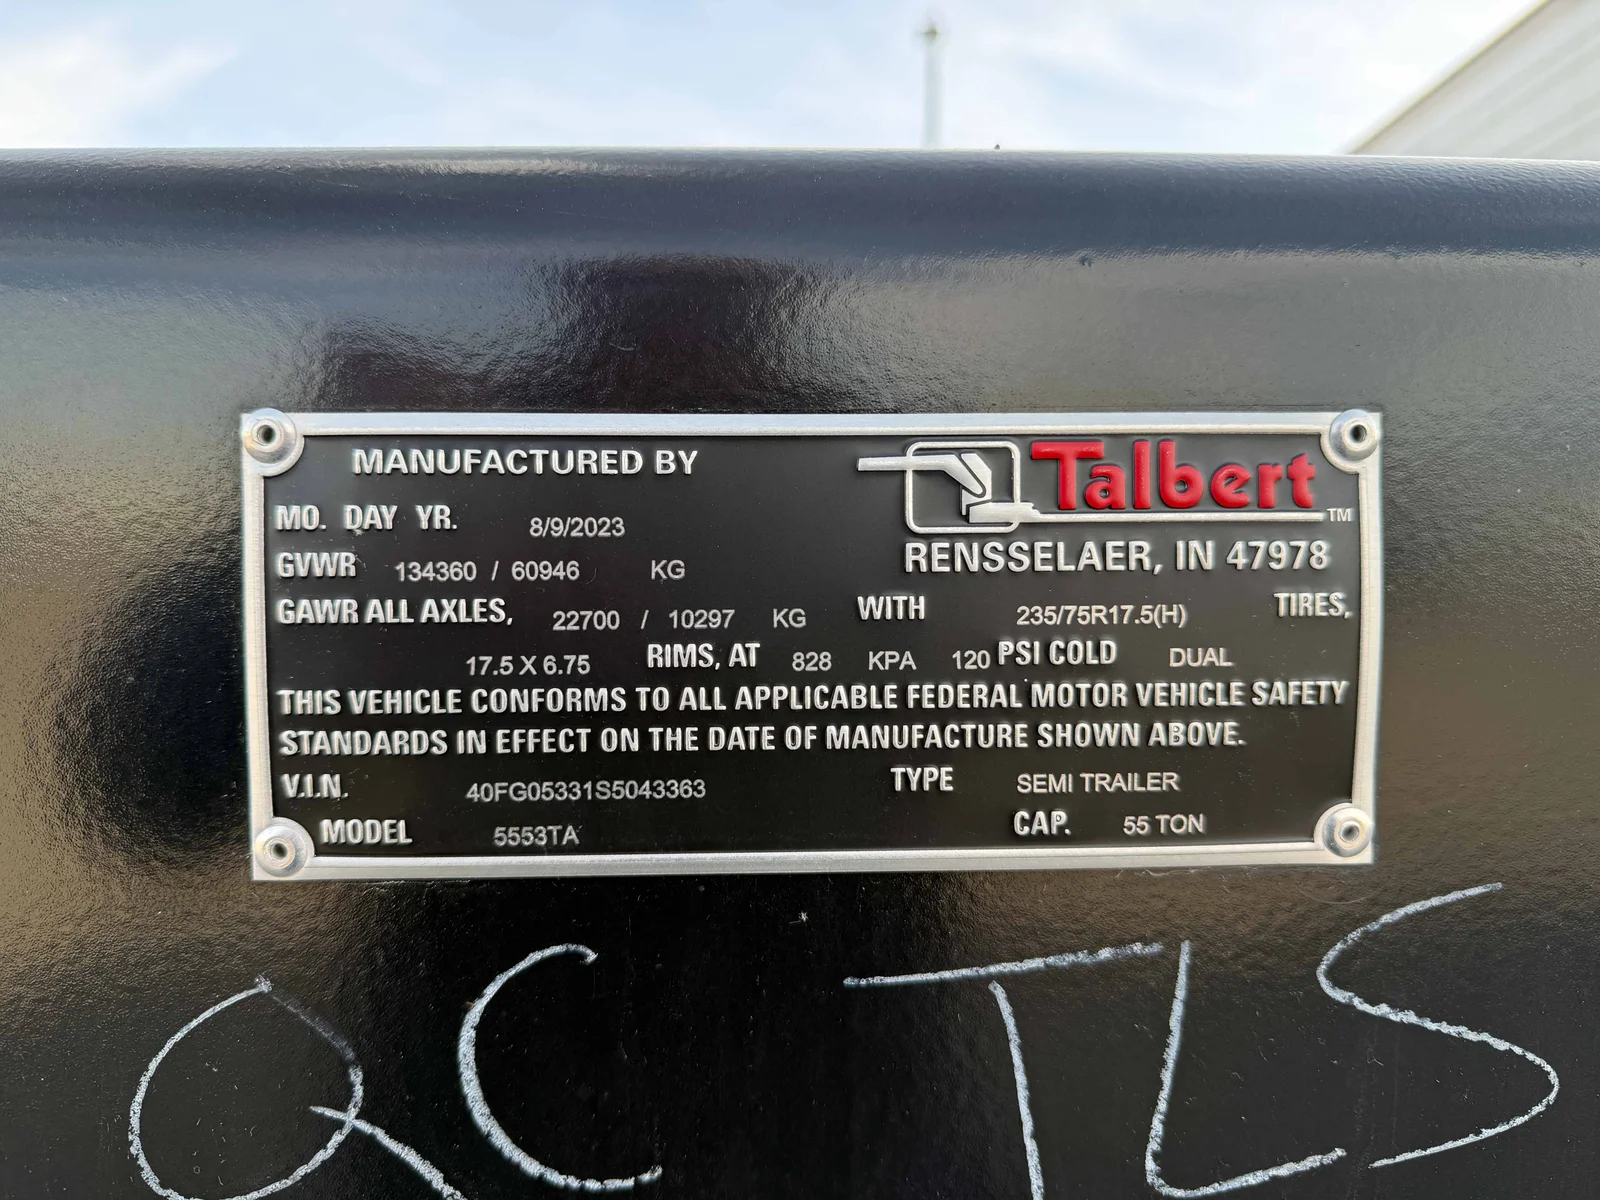 MANUFACTURED BY Talbert TM
MO. DAY YR. 8/9/2023
RENSSELAER, IN 47978
GVWR 134360 / 60946 KG
GAWR ALL AXLES, 22700 / 10297 KG WITH 235/75R17.5(H) TIRES,
17.5 X 6.75 RIMS, AT 828 KPA 120 PSI COLD DUAL
THIS VEHICLE CONFORMS TO ALL APPLICABLE FEDERAL MOTOR VEHICLE SAFETY
STANDARDS IN EFFECT ON THE DATE OF MANUFACTURE SHOWN ABOVE.
V.I.N. 40FG05331S5043363 TYPE SEMI TRAILER
MODEL 5553TA CAP. 55 TON
QC TLS